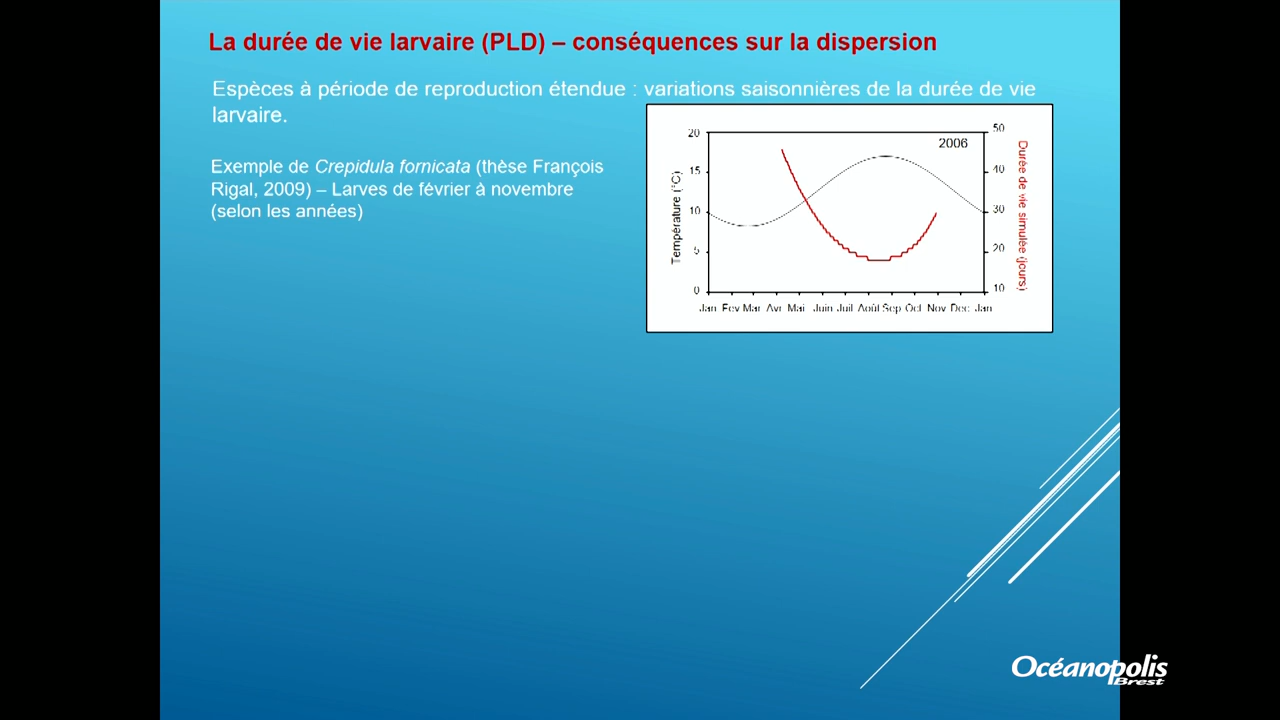 La durée de vie larvaire (PLD) – conséquences sur la dispersion
Espèces à période de reproduction étendue : variations saisonnières de la durée de vie
larvaire.
Exemple de Crepidula fornicata (thèse François
Rigal, 2009) – Larves de février à novembre
(selon les années)
2006
Température (°C)
20
15
10
5
0
50
40
30
20
10
Durée de vie simulée (jours)
Jan Fev Mar Avr Mai Juin Juil Août Sep Oct Nov Dec Jan
Océanopolis
Brest